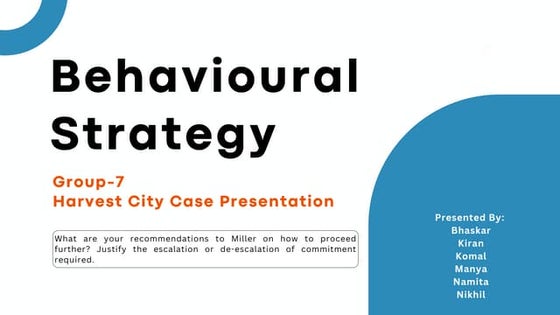 Behavioural
Strategy
Group-7
Harvest City Case Presentation
What are your recommendations to Miller on how to proceed
further? Justify the escalation or de-escalation of commitment
required.
Presented By:
Bhaskar
Kiran
Komal
Manya
Namita
Nikhil